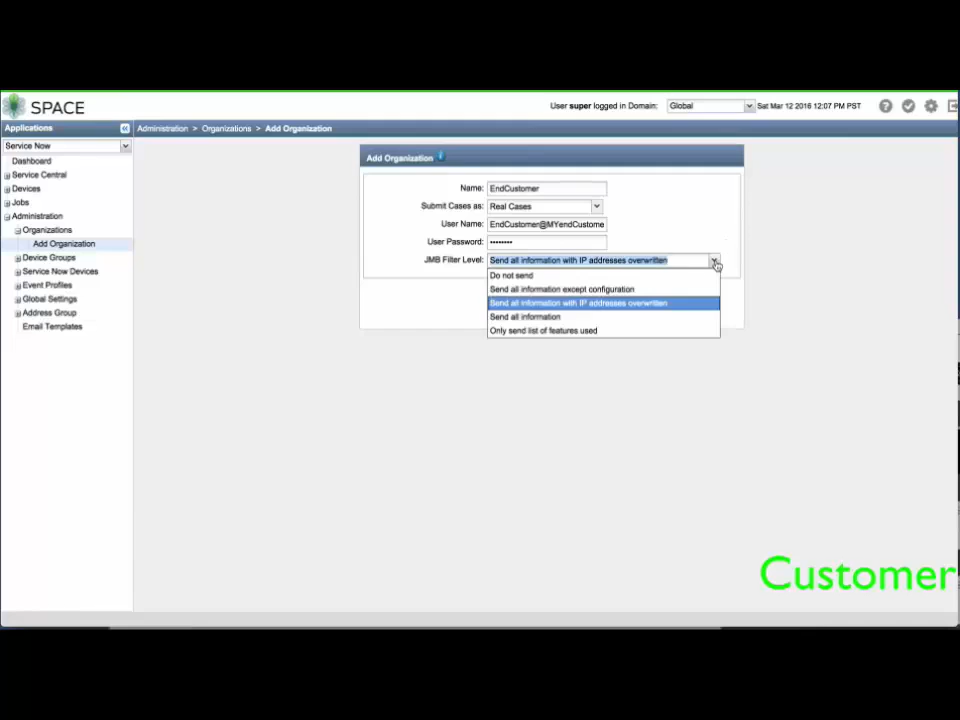 SPACE
User super logged in Domain: Global Sat Mar 12 2016 12:07 PM PST
Applications
Administration > Organizations > Add Organization
Service Now
Dashboard
Service Central
Devices
Jobs
Administration
Organizations
Add Organization
Device Groups
Service Now Devices
Event Profiles
Global Settings
Address Group
Email Templates
Add Organization
Name: EndCustomer
Submit Cases as: Real Cases
User Name: EndCustomer@MYendCustome
User Password: ••••••••
JMB Filter Level: Send all information with IP addresses overwritten
Do not send
Send all information except configuration
Send all information with IP addresses overwritten
Send all information
Only send list of features used
Customer